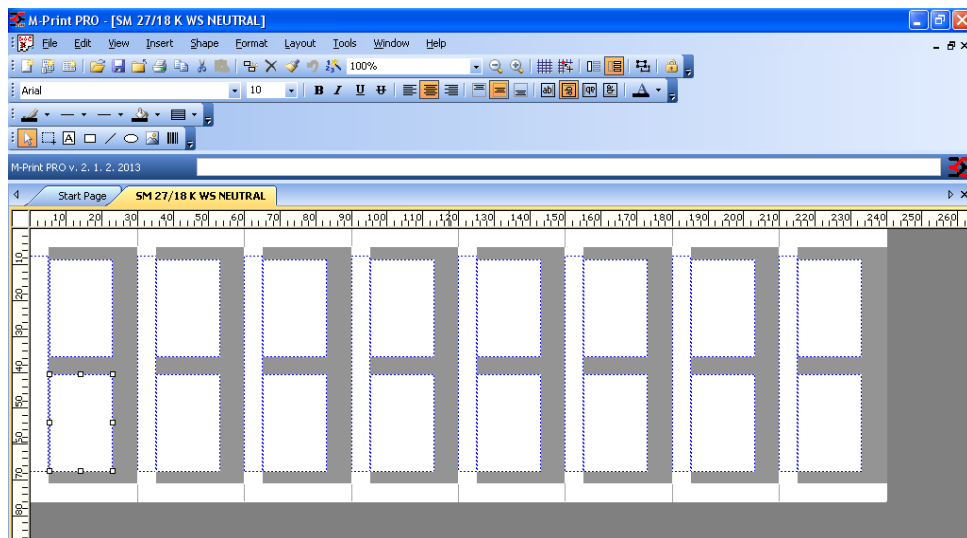 M-Print PRO - [SM 27/18 K WS NEUTRAL]
File Edit View Insert Shape Format Layout Tools Window Help
100%
Arial 10 B I U
M-Print PRO v. 2. 1. 2. 2013
Start Page SM 27/18 K WS NEUTRAL
10 20 30 40 50 60 70 80 90 100 110 120 130 140 150 160 170 180 190 200 210 220 230 240 250 260
10
20
30
40
50
60
70
80